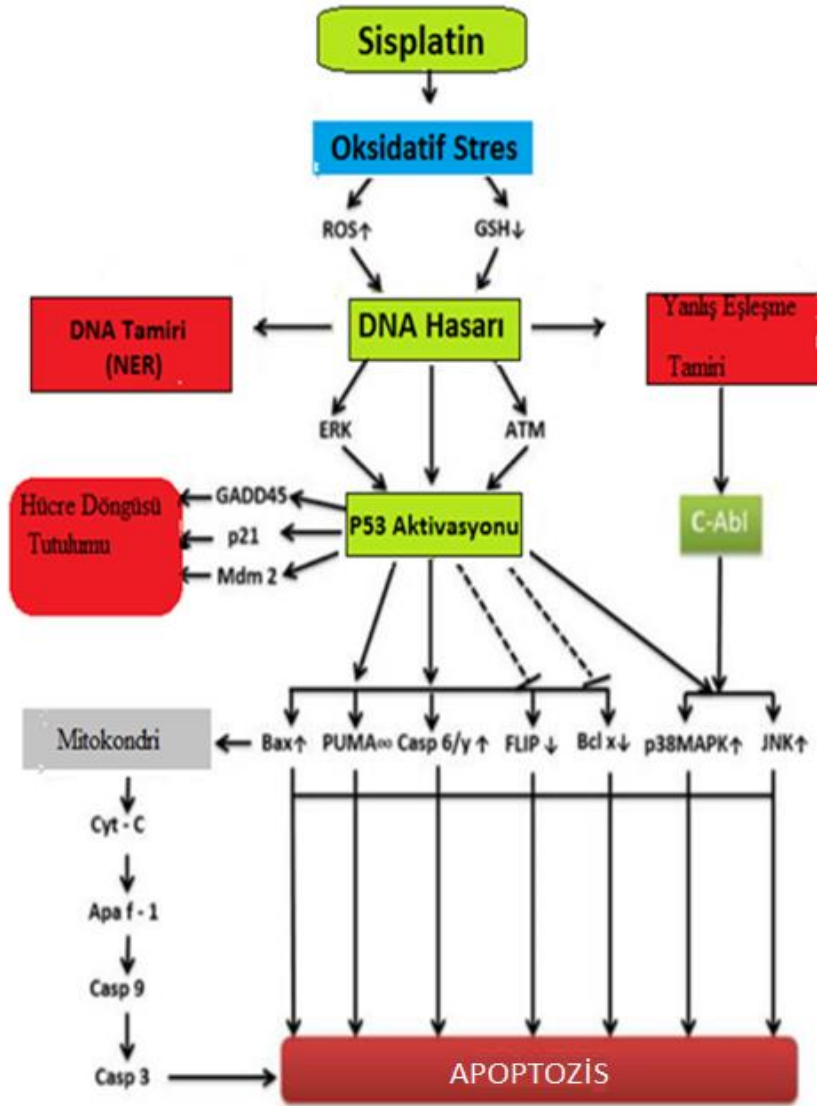 Sisplatin
Oksidatif Stres
ROS↑
GSH↓
DNA Tamiri
(NER)
DNA Hasarı
Yanlış Eşleşme
Tamiri
ERK
ATM
Hücre Döngüsü
Tutulumu
GADD45
p21
Mdm 2
P53 Aktivasyonu
C-Abl
Mitokondri
Bax↑
PUMA∞
Casp 6/y ↑
FLIP ↓
Bcl x↓
p38MAPK↑
JNK↑
Cyt - C
Apa f - 1
Casp 9
Casp 3
APOPTOZİS